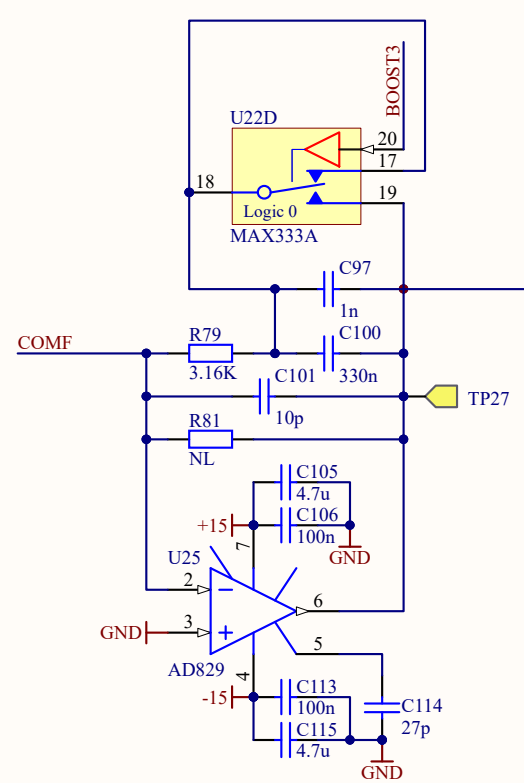 BOOST3
U22D
20
17
18
19
Logic 0
MAX333A
C97
1n
COMF
R79
3.16K
C100
330n
C101
10p
TP27
R81
NL
C105
4.7u
+15
C106
100n
7
GND
U25
2
6
GND
3
5
AD829
4
-15
C113
100n
C114
27p
C115
4.7u
GND